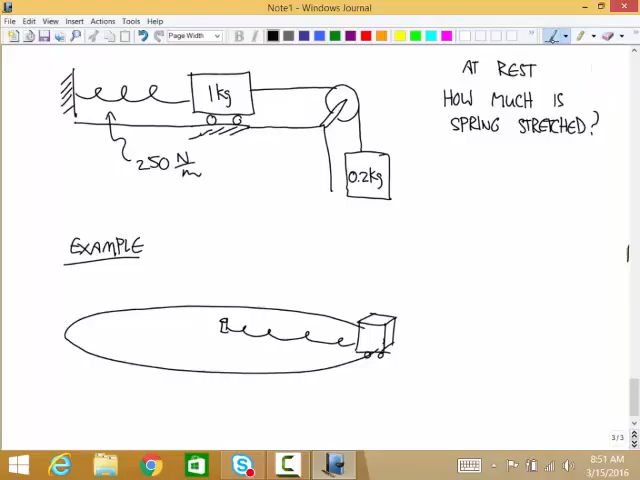 Note1 - Windows Journal
File Edit View Insert Actions Tools Help
Page Width
B I
AT REST
HOW MUCH IS
SPRING STRETCHED?
1kg
250 N/m
0.2kg
EXAMPLE
3/3
8:51 AM
3/15/2016